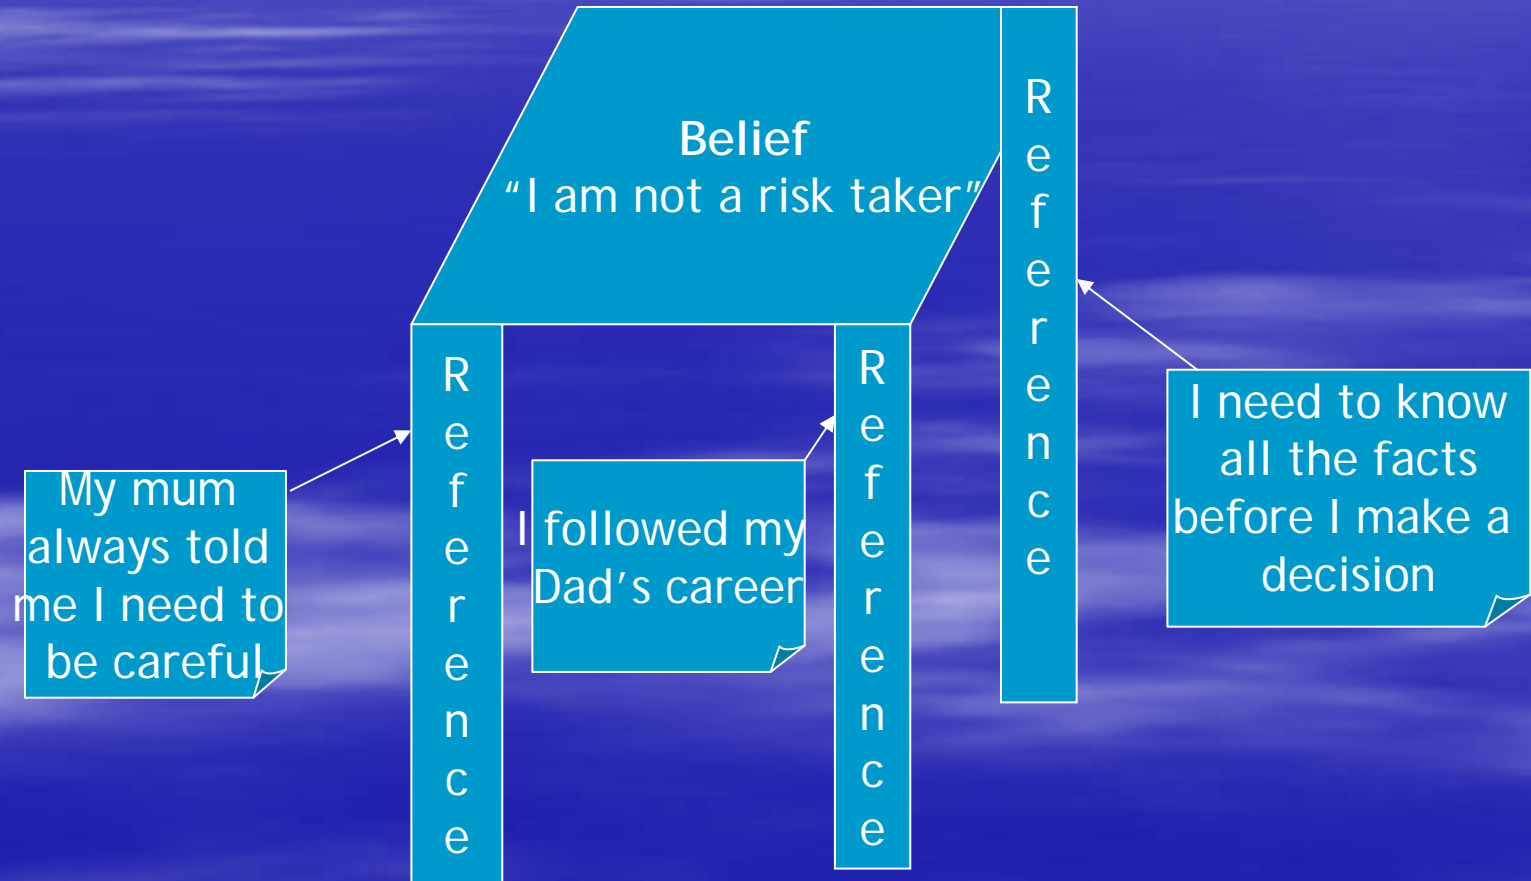 Belief
“I am not a risk taker”
R
e
f
e
r
e
n
c
e
R
e
f
e
r
e
n
c
e
R
e
f
e
r
e
n
c
e
My mum
always told
me I need to
be careful
I followed my
Dad’s career
I need to know
all the facts
before I make a
decision